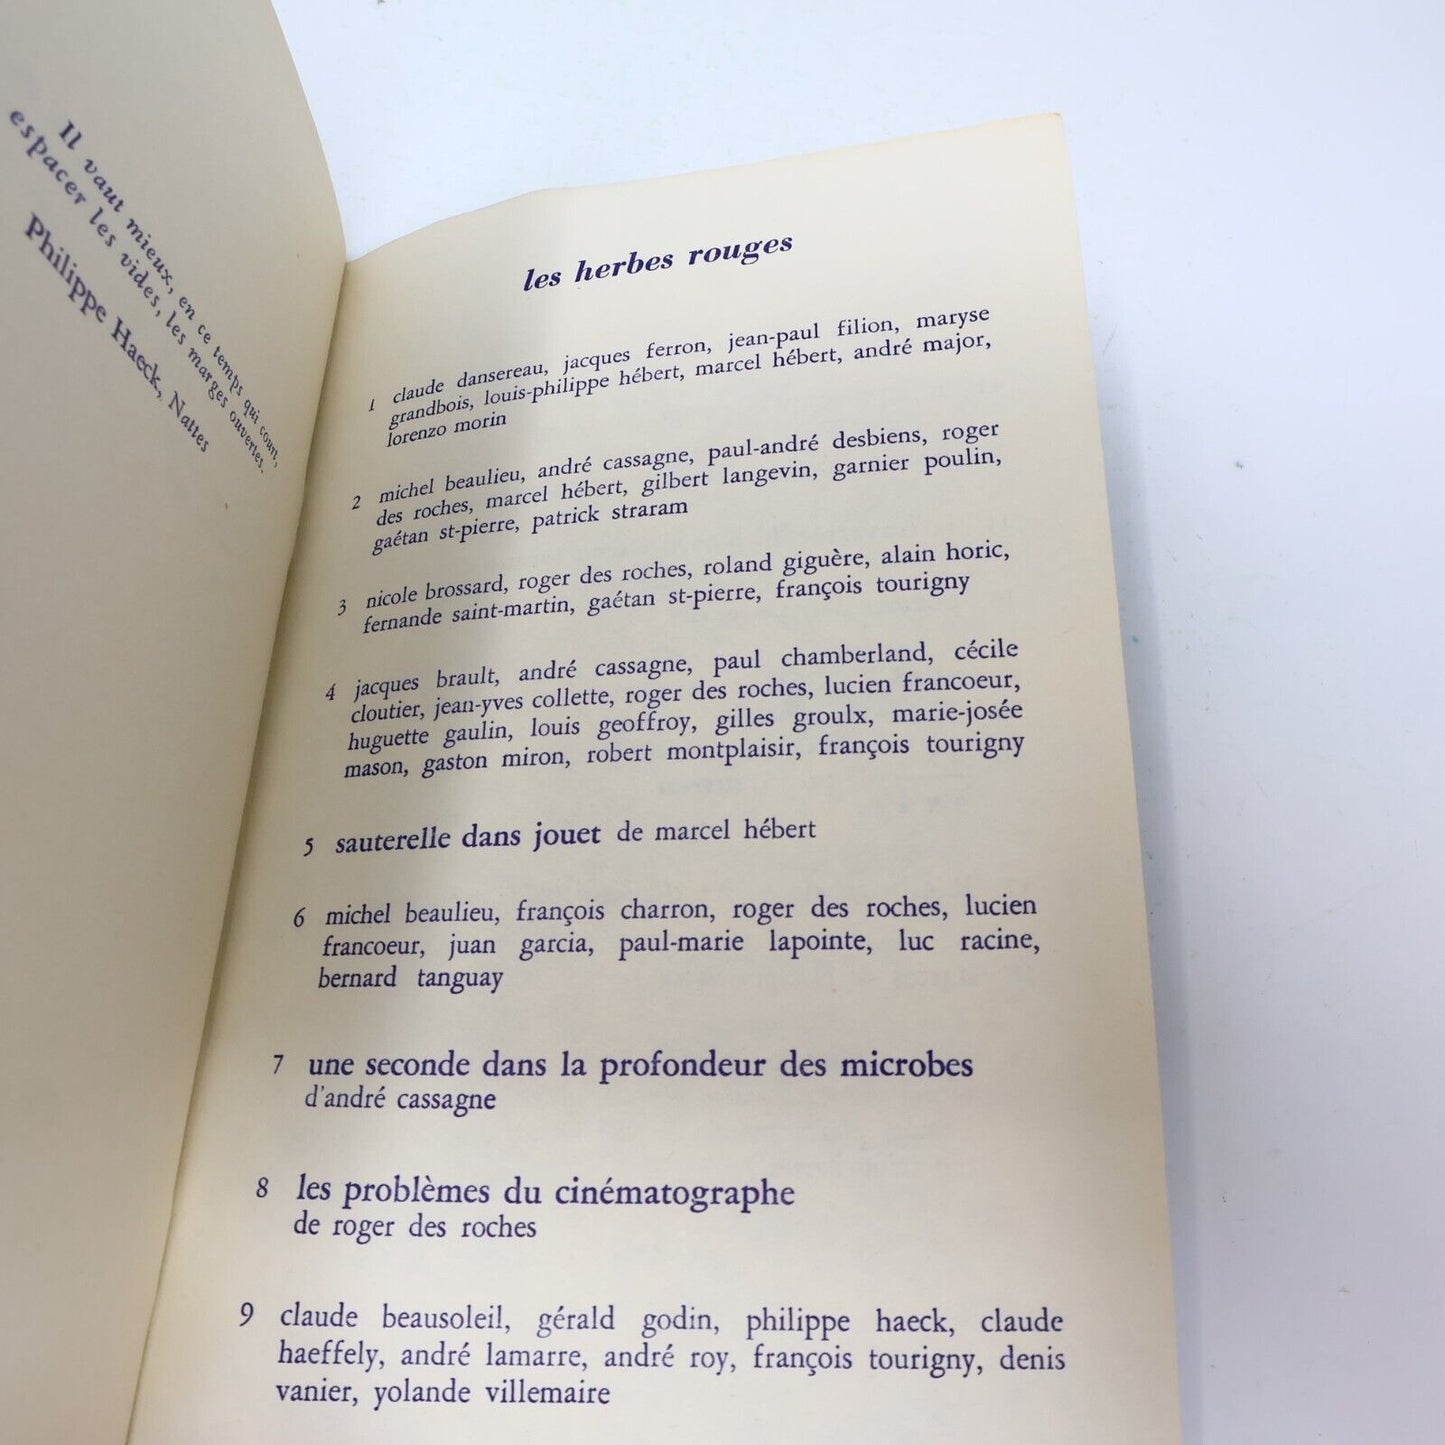 Il vaut mieux, en ce temps qui court,
espacer les vides, les marges ouvertes.
Philippe Haeck, Nattes
les herbes rouges
1 claude dansereau, jacques ferron, jean-paul filion, maryse
grandbois, louis-philippe hébert, marcel hébert, andré major,
lorenzo morin
2 michel beaulieu, andré cassagne, paul-andré desbiens, roger
des roches, marcel hébert, gilbert langevin, garnier poulin,
gaétan st-pierre, patrick straram
3 nicole brossard, roger des roches, roland giguère, alain horic,
fernande saint-martin, gaétan st-pierre, françois tourigny
4 jacques brault, andré cassagne, paul chamberland, cécile
cloutier, jean-yves collette, roger des roches, lucien francoeur,
huguette gaulin, louis geoffroy, gilles groulx, marie-josée
mason, gaston miron, robert montplaisir, françois tourigny
5 sauterelle dans jouet de marcel hébert
6 michel beaulieu, françois charron, roger des roches, lucien
francoeur, juan garcia, paul-marie lapointe, luc racine,
bernard tanguay
7 une seconde dans la profondeur des microbes
d'andré cassagne
8 les problèmes du cinématographe
de roger des roches
9 claude beausoleil, gérald godin, philippe haeck, claude
haeffely, andré lamarre, andré roy, françois tourigny, denis
vanier, yolande villemaire